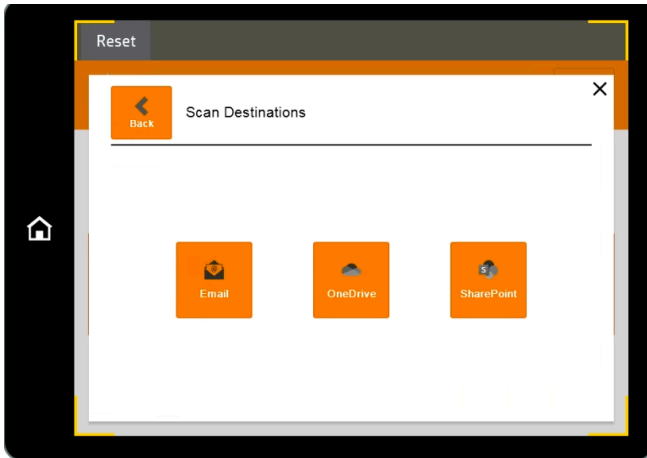 Reset
Back
Scan Destinations
Email
OneDrive
SharePoint